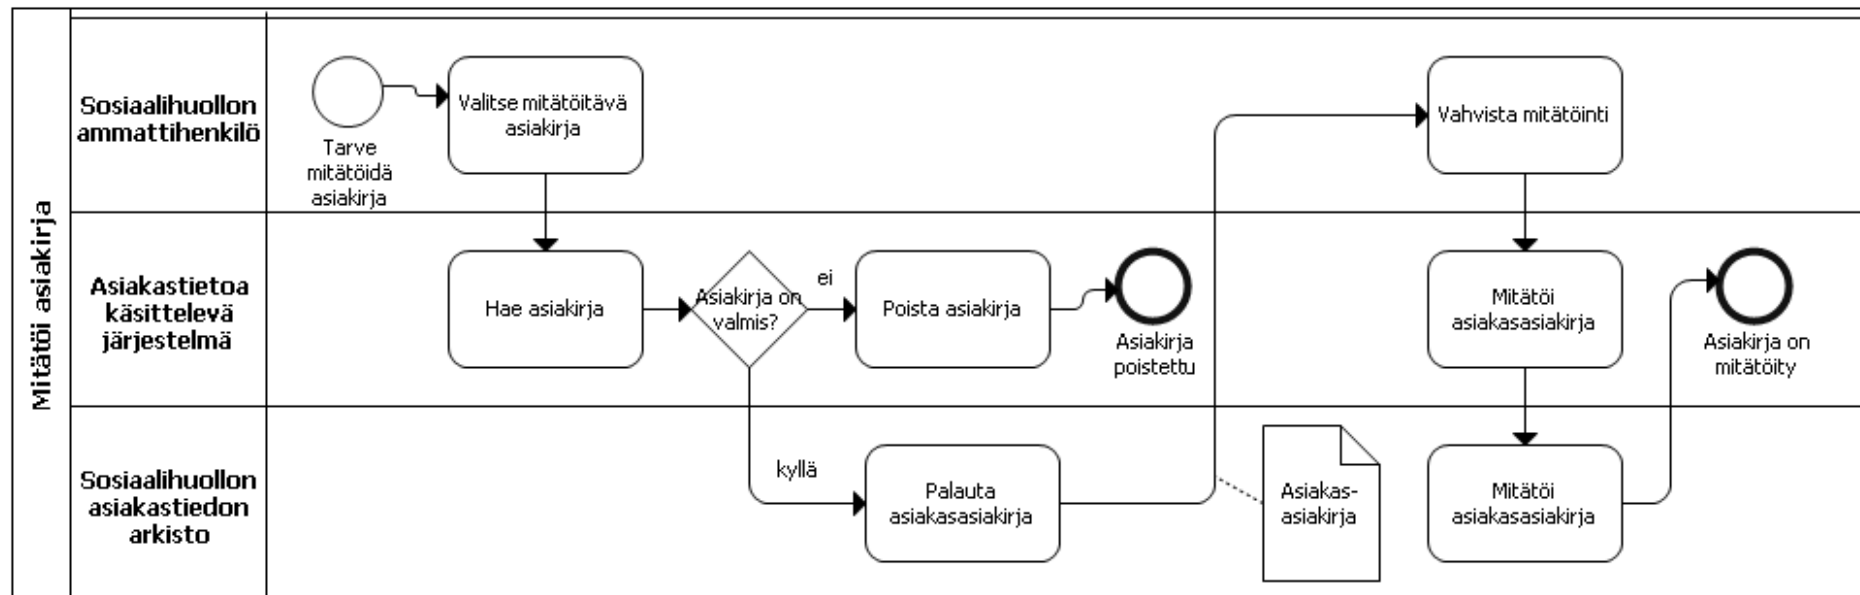 Mitätöi asiakirja
Sosiaalihuollon
ammattihenkilö
Tarve
mitätöidä
asiakirja
Valitse mitätöitävä
asiakirja
Vahvista mitätöinti
Asiakastietoa
käsittelevä
järjestelmä
Hae asiakirja
Asiakirja on
valmis?
ei
Poista asiakirja
Asiakirja
poistettu
Mitätöi
asiakasasiakirja
Asiakirja on
mitätöity
Sosiaalihuollon
asiakastiedon
arkisto
kyllä
Palauta
asiakasasiakirja
Asiakas-
asiakirja
Mitätöi
asiakasasiakirja